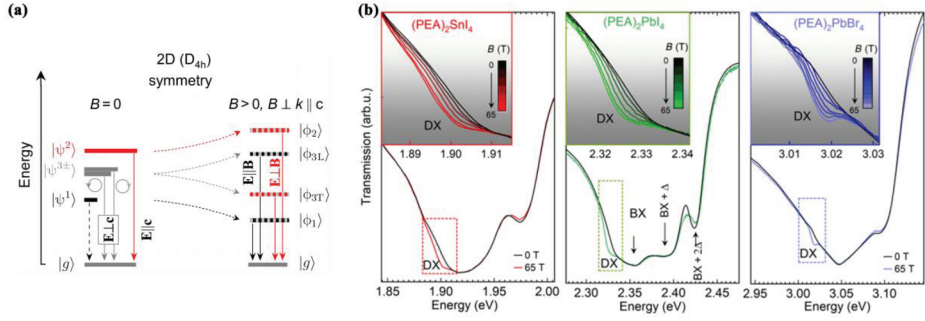 (a)
2D (D4h)
symmetry
B = 0
B > 0, B ⊥ k ∥ c
Energy
|ψ²⟩
|ψ³±⟩
|ψ¹⟩
|g⟩
E⊥c
E∥c
|ϕ₂⟩
|ϕ₃L⟩
|ϕ₃T⟩
|ϕ₁⟩
|g⟩
E∥B
E⊥B
(b)
Transmission (arb.u.)
(PEA)₂SnI₄
B (T)
0
65
DX
1.89 1.90 1.91
DX
0 T
65 T
1.85 1.90 1.95 2.00
Energy (eV)
(PEA)₂PbI₄
B (T)
0
65
DX
2.32 2.33 2.34
BX
BX + Δ
BX + 2Δ
DX
0 T
65 T
2.30 2.35 2.40 2.45
Energy (eV)
(PEA)₂PbBr₄
B (T)
0
65
DX
3.01 3.02 3.03
DX
0 T
65 T
2.95 3.00 3.05 3.10
Energy (eV)